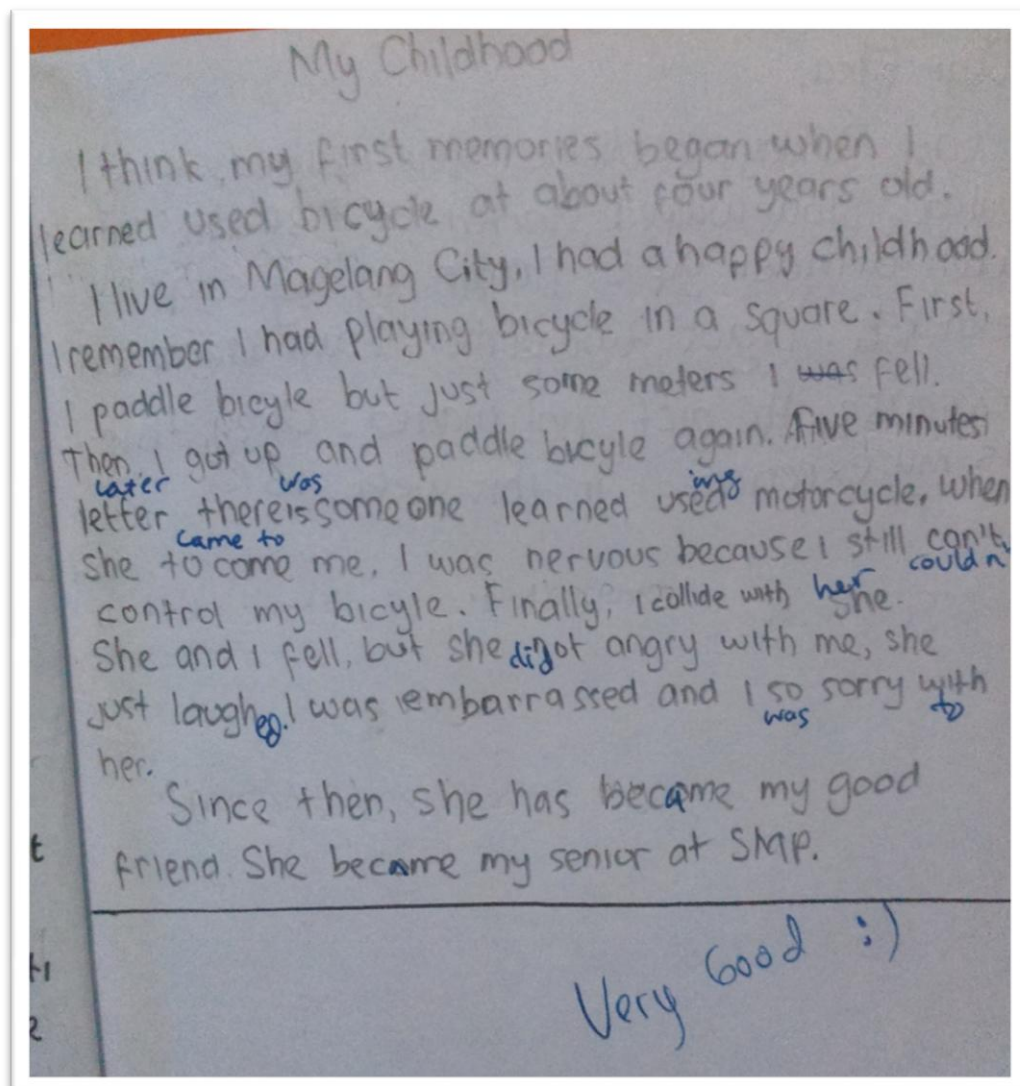 My Childhood
I think, my first memories began when I
learned used bicycle at about four years old.
I live in Magelang City, I had a happy childhood.
I remember I had playing bicycle in a square. First,
I paddle bicyle but just some meters I was fell.
Then, I got up and paddle bicyle again. Five minutes
later was ing
letter there is someone learned used motorcycle, when
came to
she to come me, I was nervous because I still can't
couldn
control my bicyle. Finally, I collide with her she.
She and I fell, but she did not angry with me, she
just laughed. I was embarrassed and I so sorry with
was to
her.
Since then, she has became my good
friend. She became my senior at SMP.
Very Good :)
t
2